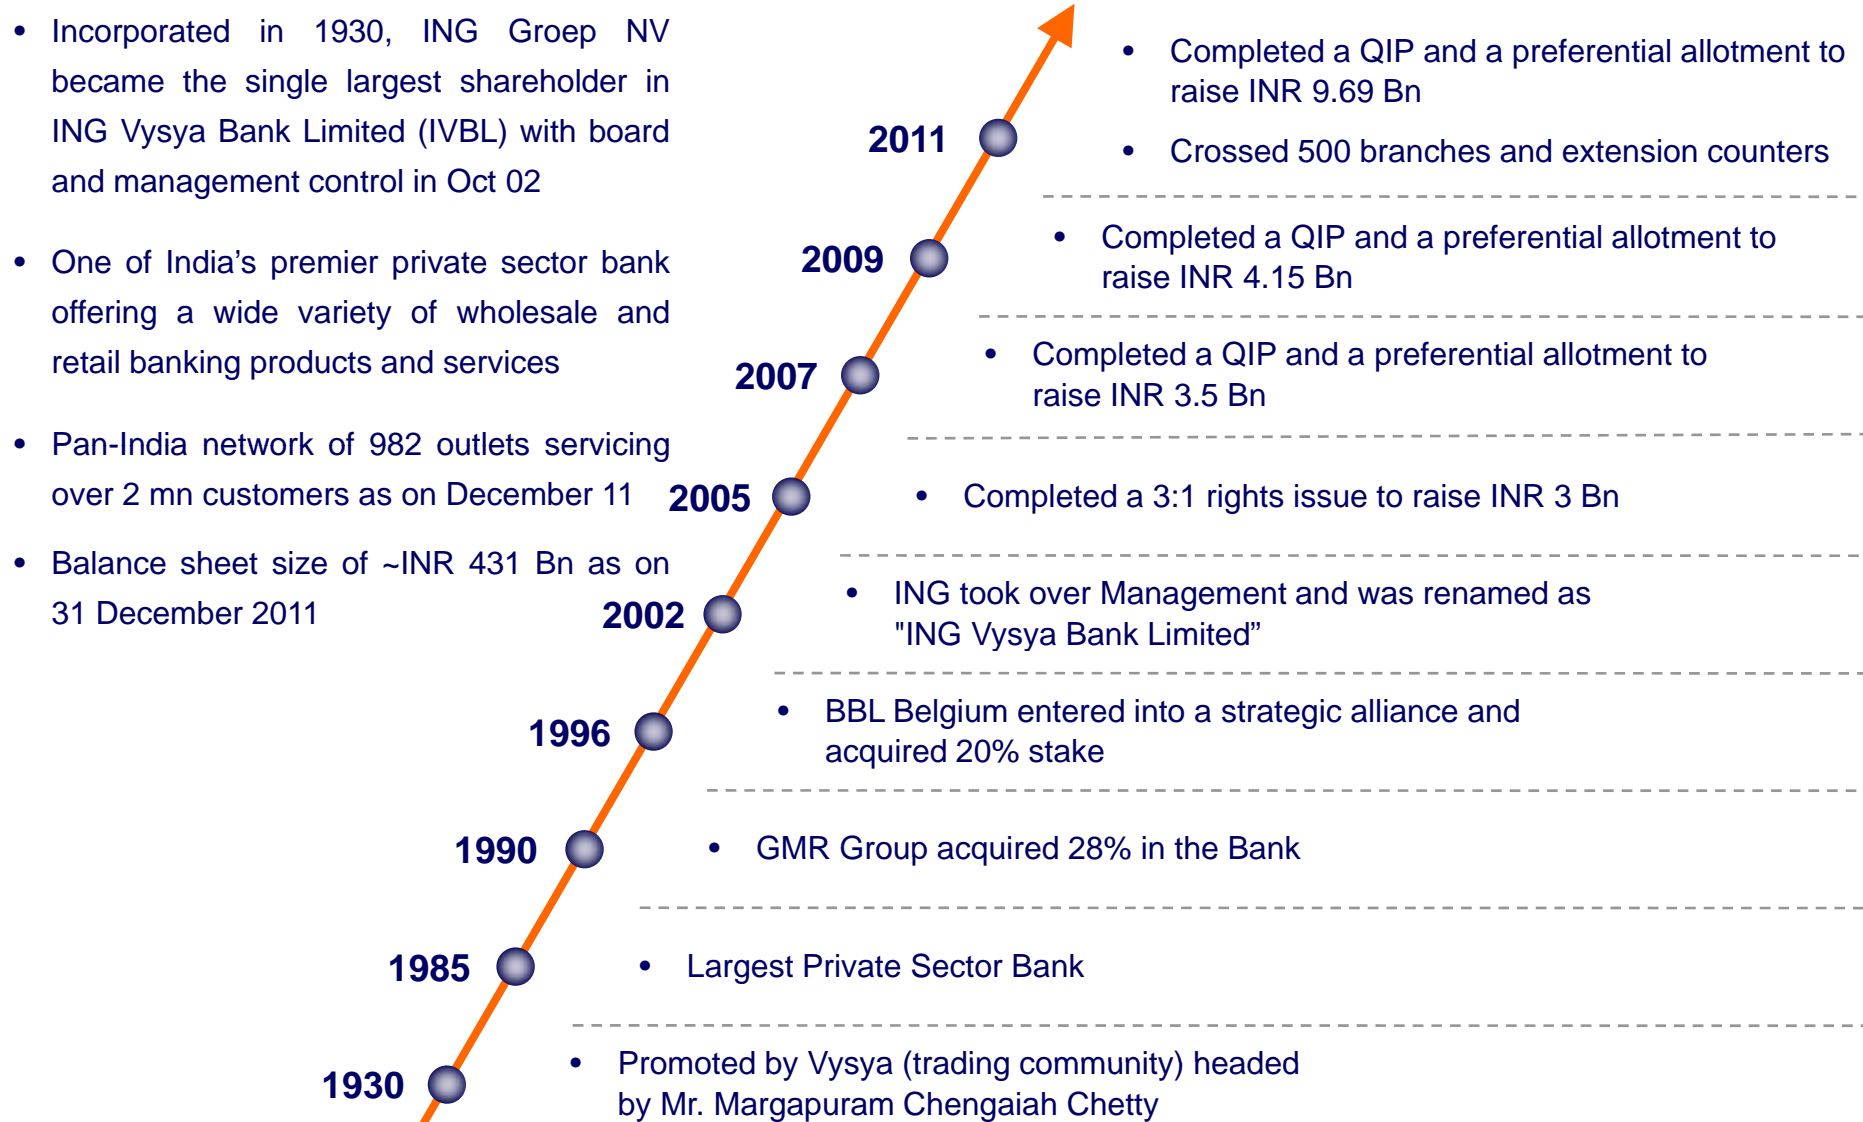 • Incorporated in 1930, ING Groep NV
became the single largest shareholder in
ING Vysya Bank Limited (IVBL) with board
and management control in Oct 02
• One of India’s premier private sector bank
offering a wide variety of wholesale and
retail banking products and services
• Pan-India network of 982 outlets servicing
over 2 mn customers as on December 11
• Balance sheet size of ~INR 431 Bn as on
31 December 2011
2011
• Completed a QIP and a preferential allotment to
raise INR 9.69 Bn
• Crossed 500 branches and extension counters
2009
• Completed a QIP and a preferential allotment to
raise INR 4.15 Bn
2007
• Completed a QIP and a preferential allotment to
raise INR 3.5 Bn
2005
• Completed a 3:1 rights issue to raise INR 3 Bn
2002
• ING took over Management and was renamed as
"ING Vysya Bank Limited”
1996
• BBL Belgium entered into a strategic alliance and
acquired 20% stake
1990
• GMR Group acquired 28% in the Bank
1985
• Largest Private Sector Bank
1930
• Promoted by Vysya (trading community) headed
by Mr. Margapuram Chengaiah Chetty